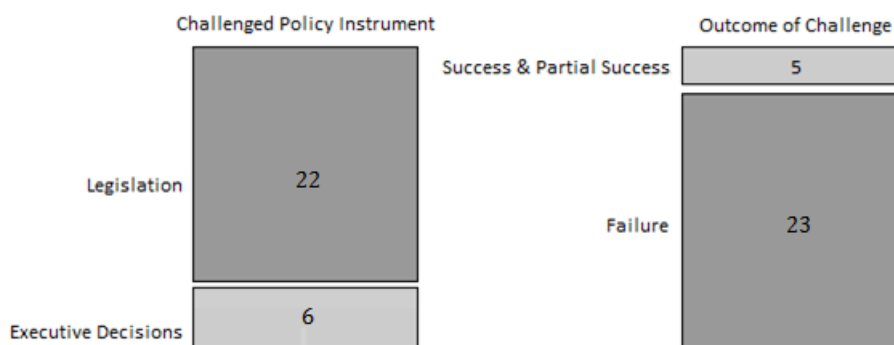 Challenged Policy Instrument
Legislation
22
Executive Decisions
6
Outcome of Challenge
Success & Partial Success
5
Failure
23